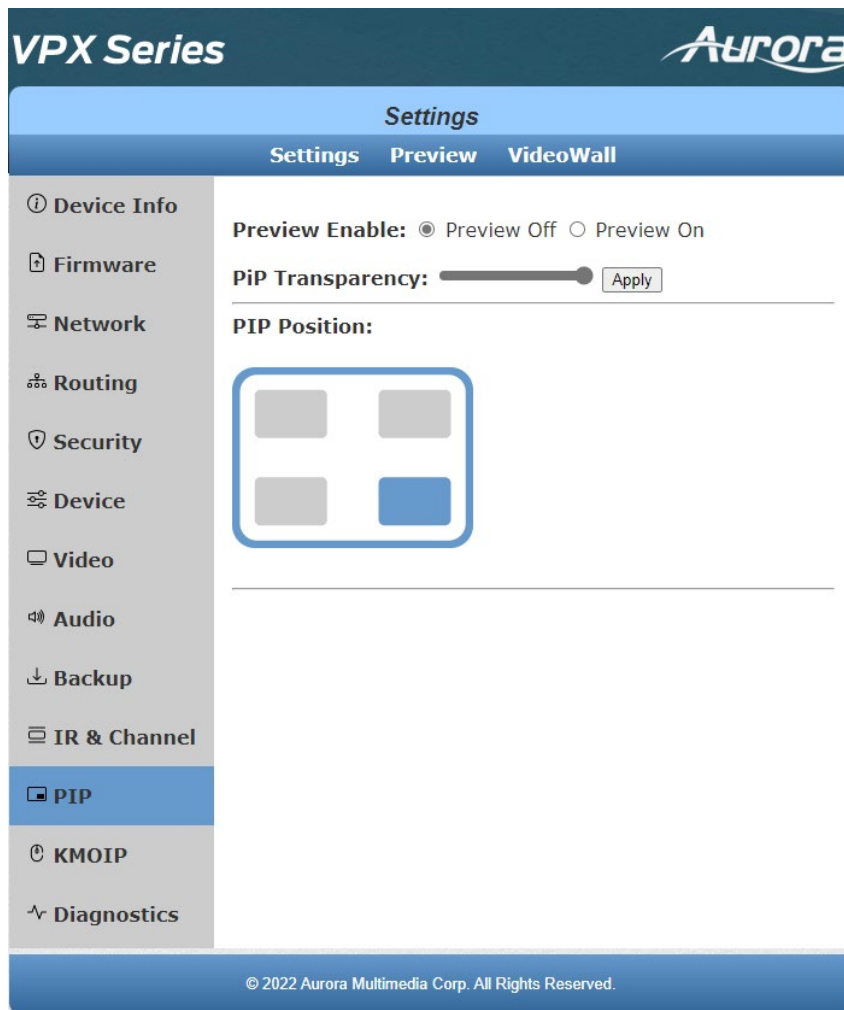 VPX Series
Aurora
Settings
Settings Preview VideoWall
Device Info
Firmware
Network
Routing
Security
Device
Video
Audio
Backup
IR & Channel
PIP
KMOIP
Diagnostics
Preview Enable: Preview Off Preview On
PiP Transparency: Apply
PIP Position:
© 2022 Aurora Multimedia Corp. All Rights Reserved.